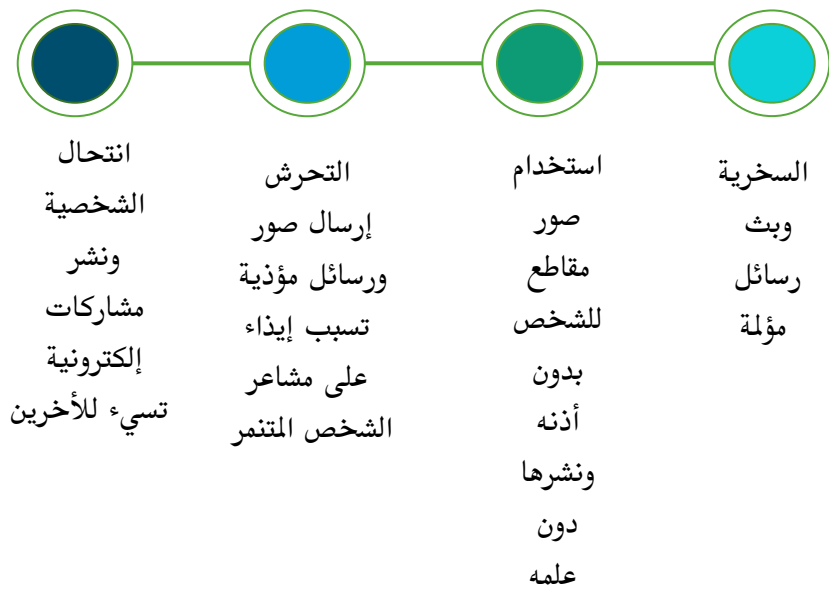 السخرية
وبث
رسائل
مؤلمة
استخدام
صور
مقاطع
للشخص
بدون
أذنه
ونشرها
دون
علمه
التحرش
إرسال صور
ورسائل مؤذية
تسبب إيذاء
على مشاعر
الشخص المتنمر
انتحال
الشخصية
ونشر
مشاركات
إلكترونية
تسيء للأخرين